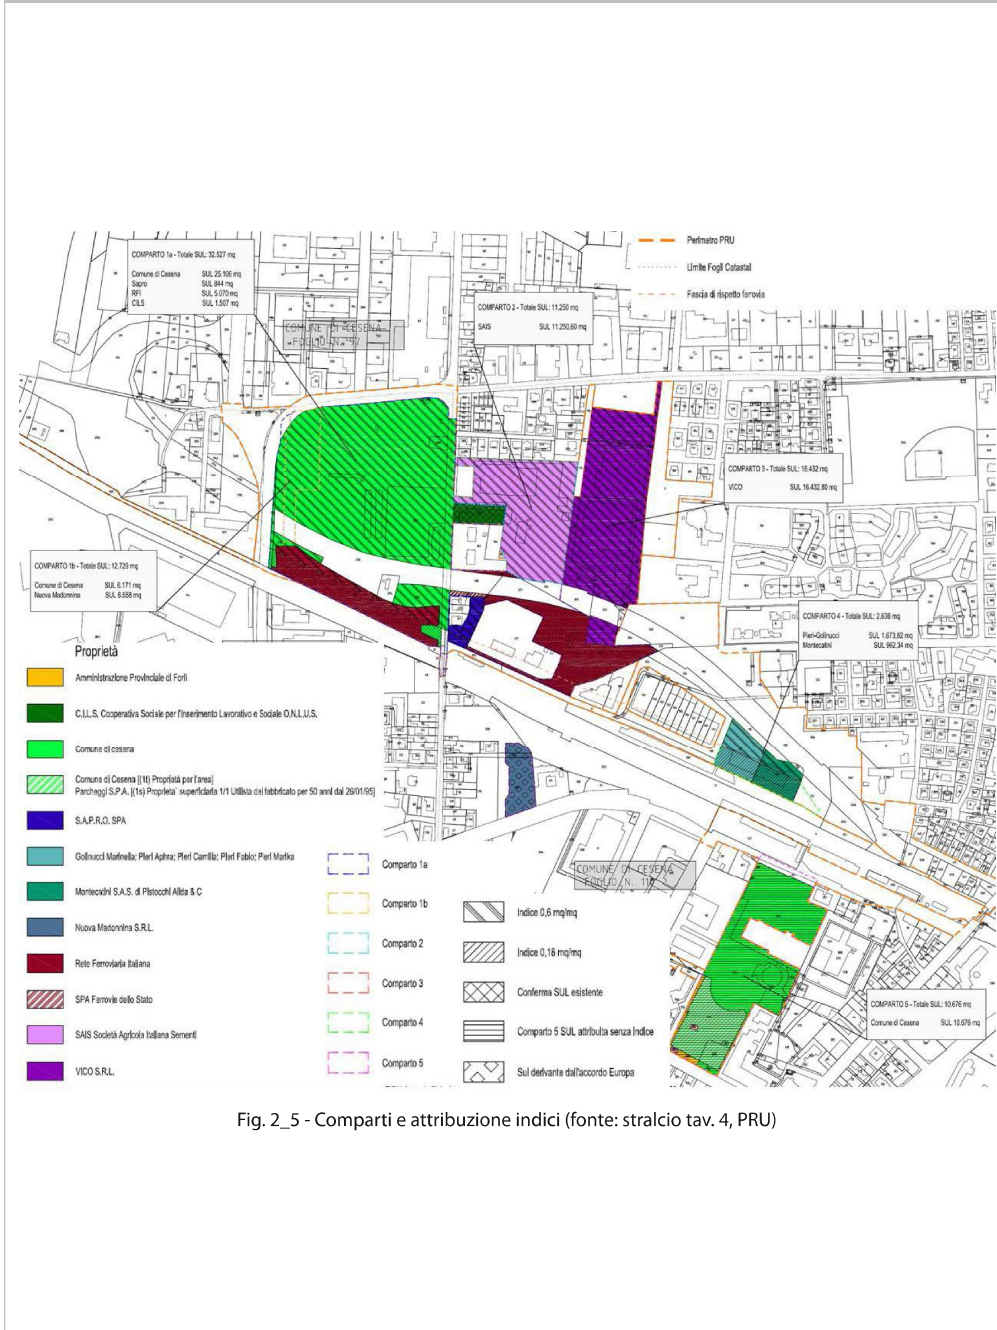 COMPARTO 1a - Totale SUL: 32.527 mq
Comune di Cesena SUL 25.106 mq
Sapro SUL 844 mq
RFI SUL 5.070 mq
CILS SUL 1.507 mq
COMUNE DI CESENA
FOGLIO N. 97
COMPARTO 2 - Totale SUL: 11.250 mq
SAIS SUL 11.250,60 mq
Perimetro PRU
Limite Fogli Catastali
Fascia di rispetto ferrovia
COMPARTO 3 - Totale SUL: 16.432 mq
VICO SUL 16.432,80 mq
COMPARTO 1b - Totale SUL: 12.729 mq
Comune di Cesena SUL 6.171 mq
Nuova Madonnina SUL 6.558 mq
COMPARTO 4 - Totale SUL: 2.636 mq
Pieri-Golinucci SUL 1.673,62 mq
Montecatini SUL 962,34 mq
Proprietà
Amministrazione Provinciale di Forlì
C.I.L.S. Cooperativa Sociale per l'Inserimento Lavorativo e Sociale O.N.L.U.S.
Comune di cesena
Comune di Cesena [(1t) Proprietà per l'area]
Parcheggi S.P.A. [(1s) Proprieta` superficiaria 1/1 Utilista del fabbricato per 50 anni dal 26/01/95]
S.A.P.R.O. SPA
Golinucci Marinella; Pieri Aphra; Pieri Camilla; Pieri Fabio; Pieri Marika
Montecatini S.A.S. di Pistocchi Alida & C
Nuova Madonnina S.R.L.
Rete Ferroviaria Italiana
SPA Ferrovie dello Stato
SAIS Società Agricola Italiana Sementi
VICO S.R.L.
Comparto 1a
Comparto 1b
Comparto 2
Comparto 3
Comparto 4
Comparto 5
Indice 0,6 mq/mq
Indice 0,18 mq/mq
Conferma SUL esistente
Comparto 5 SUL attribuita senza indice
Sul derivante dall'accordo Europa
COMUNE DI CESENA
FOGLIO N. 11
COMPARTO 5 - Totale SUL: 10.676 mq
Comune di Cesena SUL 10.676 mq
Fig. 2_5 - Comparti e attribuzione indici (fonte: stralcio tav. 4, PRU)